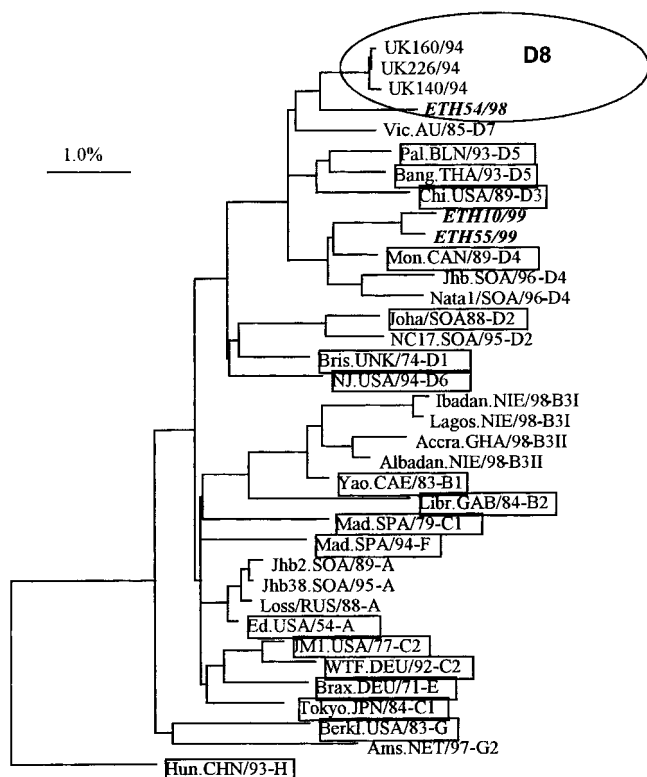 UK160/94
D8
UK226/94
UK140/94
ETH54/98
Vic.AU/85-D7
1.0%
Pal.BLN/93-D5
Bang.THA/93-D5
Chi.USA/89-D3
ETH10/99
ETH55/99
Mon.CAN/89-D4
Jhb.SOA/96-D4
Nata1/SOA/96-D4
Joha/SOA88-D2
NC17.SOA/95-D2
Bris.UNK/74-D1
NJ.USA/94-D6
Ibadan.NIE/98-B3I
Lagos.NIE/98-B3I
Accra.GHA/98-B3II
Albadan.NIE/98-B3II
Yao.CAE/83-B1
Libr.GAB/84-B2
Mad.SPA/79-C1
Mad.SPA/94-F
Jhb2.SOA/89-A
Jhb38.SOA/95-A
Loss/RUS/88-A
Ed.USA/54-A
JM1.USA/77-C2
WTF.DEU/92-C2
Brax.DEU/71-E
Tokyo.JPN/84-C1
Berkl.USA/83-G
Ams.NET/97-G2
Hun.CHN/93-H